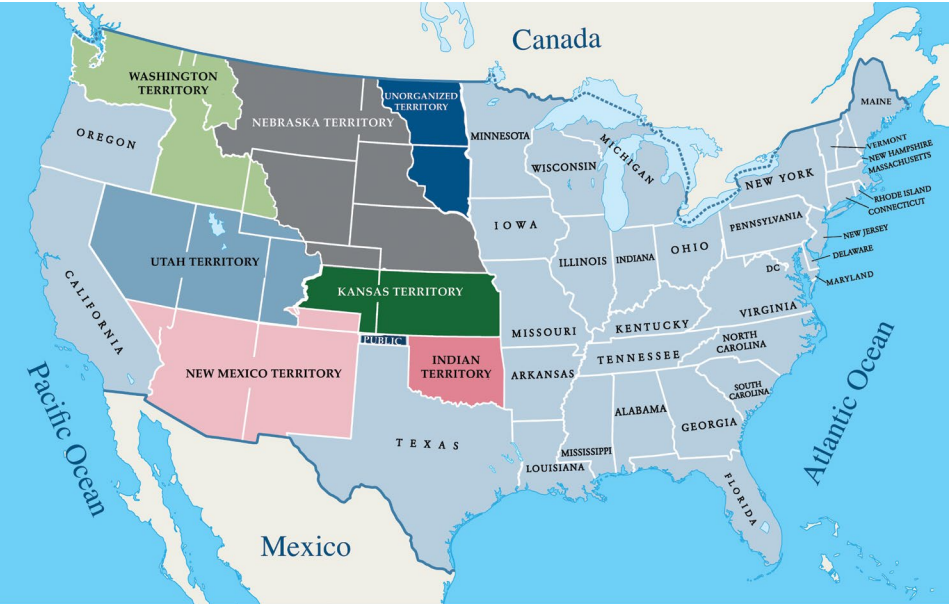 Canada
WASHINGTON
TERRITORY
UNORGANIZED
TERRITORY
NEBRASKA TERRITORY
OREGON
MINNESOTA
WISCONSIN
MICHIGAN
MAINE
VERMONT
NEW HAMPSHIRE
MASSACHUSETTS
NEW YORK
RHODE ISLAND
CONNECTICUT
IOWA
PENNSYLVANIA
NEW JERSEY
UTAH TERRITORY
ILLINOIS
INDIANA
OHIO
DELAWARE
DC
MARYLAND
KANSAS TERRITORY
CALIFORNIA
MISSOURI
KENTUCKY
VIRGINIA
PUBLIC
NEW MEXICO TERRITORY
INDIAN
TERRITORY
ARKANSAS
TENNESSEE
NORTH
CAROLINA
SOUTH
CAROLINA
Pacific Ocean
Atlantic Ocean
ALABAMA
GEORGIA
TEXAS
MISSISSIPPI
LOUISIANA
FLORIDA
Mexico